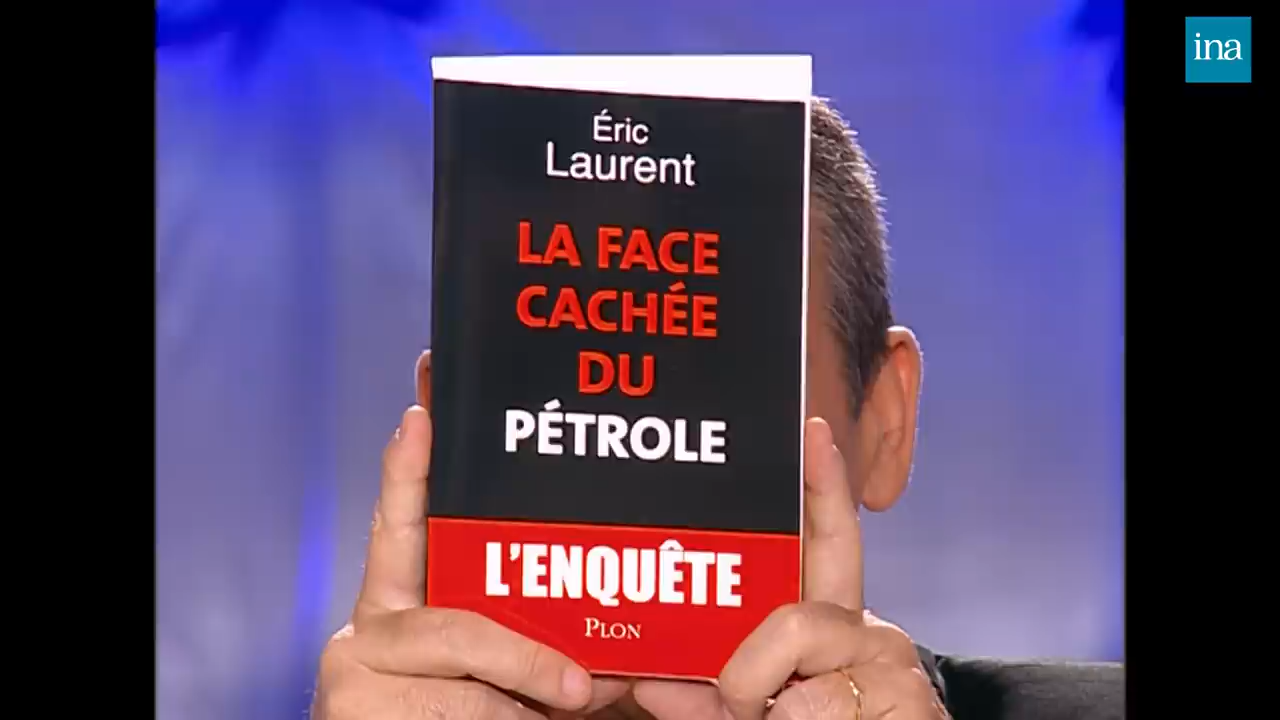 ina
Éric
Laurent
LA FACE
CACHÉE
DU
PÉTROLE
L'ENQUÊTE
PLON